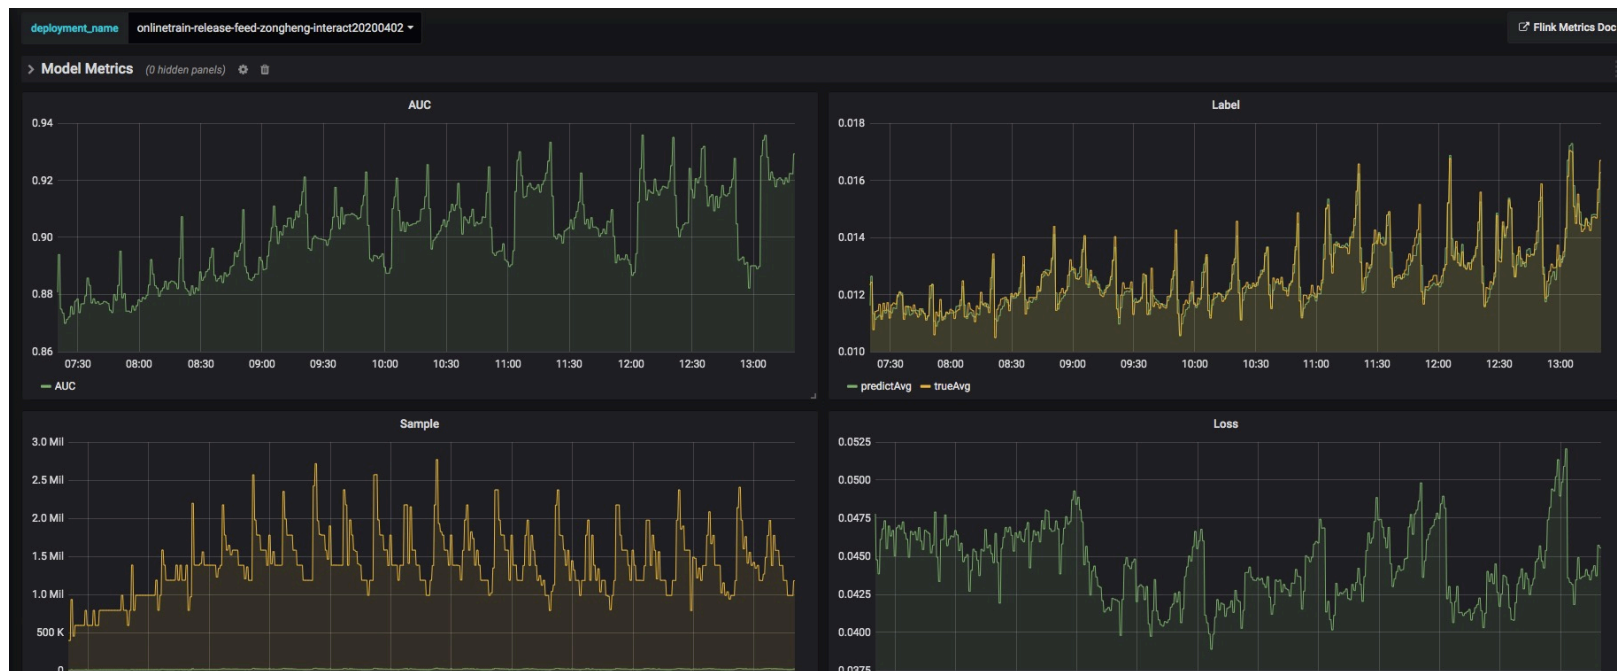 deployment_name onlinetrain-release-feed-zongheng-interact20200402
Flink Metrics Doc
Model Metrics (0 hidden panels)
AUC
0.94
0.92
0.90
0.88
0.86
07:30 08:00 08:30 09:00 09:30 10:00 10:30 11:00 11:30 12:00 12:30 13:00
AUC
Label
0.018
0.016
0.014
0.012
0.010
07:30 08:00 08:30 09:00 09:30 10:00 10:30 11:00 11:30 12:00 12:30 13:00
predictAvg trueAvg
Sample
3.0 Mil
2.5 Mil
2.0 Mil
1.5 Mil
1.0 Mil
500 K
0
Loss
0.0525
0.0500
0.0475
0.0450
0.0425
0.0400
0.0375